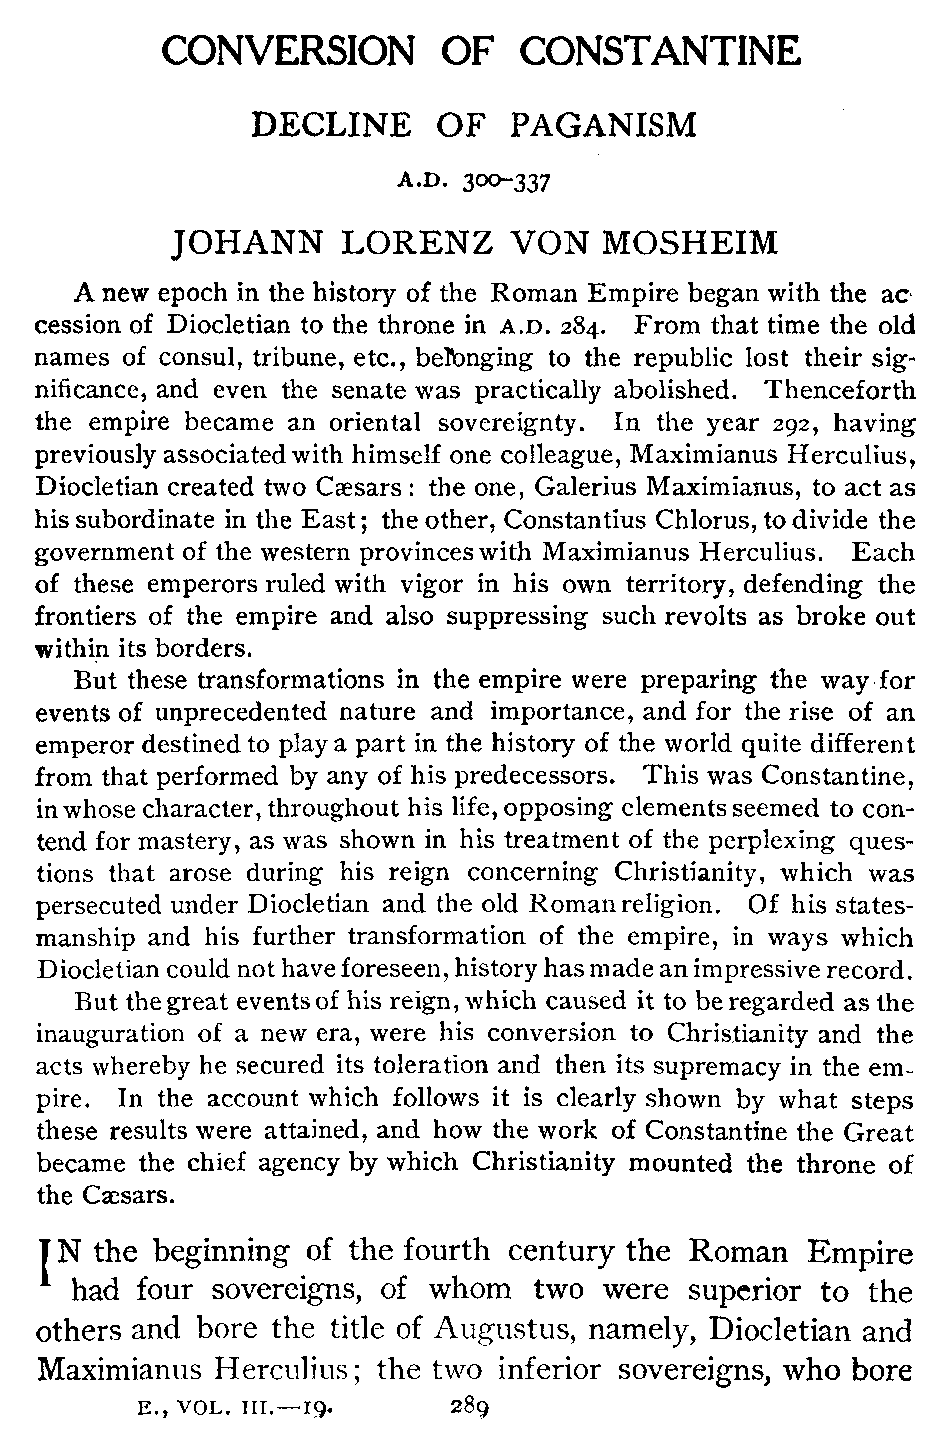 CONVERSION OF CONSTANTINE
DECLINE OF PAGANISM
A.D. 300–337
JOHANN LORENZ VON MOSHEIM
A new epoch in the history of the Roman Empire began with the ac-
cession of Diocletian to the throne in A.D. 284. From that time the old
names of consul, tribune, etc., belonging to the republic lost their sig-
nificance, and even the senate was practically abolished. Thenceforth
the empire became an oriental sovereignty. In the year 292, having
previously associated with himself one colleague, Maximianus Herculius,
Diocletian created two Cæsars: the one, Galerius Maximianus, to act as
his subordinate in the East; the other, Constantius Chlorus, to divide the
government of the western provinces with Maximianus Herculius. Each
of these emperors ruled with vigor in his own territory, defending the
frontiers of the empire and also suppressing such revolts as broke out
within its borders.
But these transformations in the empire were preparing the way for
events of unprecedented nature and importance, and for the rise of an
emperor destined to play a part in the history of the world quite different
from that performed by any of his predecessors. This was Constantine,
in whose character, throughout his life, opposing elements seemed to con-
tend for mastery, as was shown in his treatment of the perplexing ques-
tions that arose during his reign concerning Christianity, which was
persecuted under Diocletian and the old Roman religion. Of his states-
manship and his further transformation of the empire, in ways which
Diocletian could not have foreseen, history has made an impressive record.
But the great events of his reign, which caused it to be regarded as the
inauguration of a new era, were his conversion to Christianity and the
acts whereby he secured its toleration and then its supremacy in the em-
pire. In the account which follows it is clearly shown by what steps
these results were attained, and how the work of Constantine the Great
became the chief agency by which Christianity mounted the throne of
the Cæsars.
IN the beginning of the fourth century the Roman Empire
had four sovereigns, of whom two were superior to the
others and bore the title of Augustus, namely, Diocletian and
Maximianus Herculius; the two inferior sovereigns, who bore
E., VOL. III.—19. 289